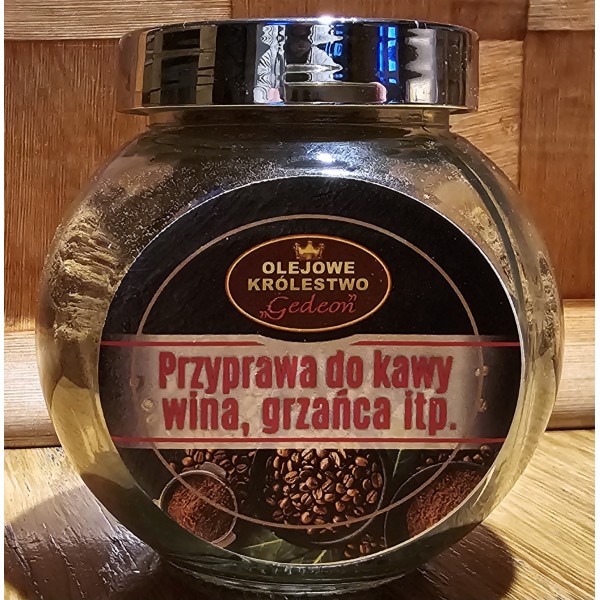 OLEJOWE
KRÓLESTWO
„Gedeon"
Przyprawa do kawy
wina, grzańca itp.